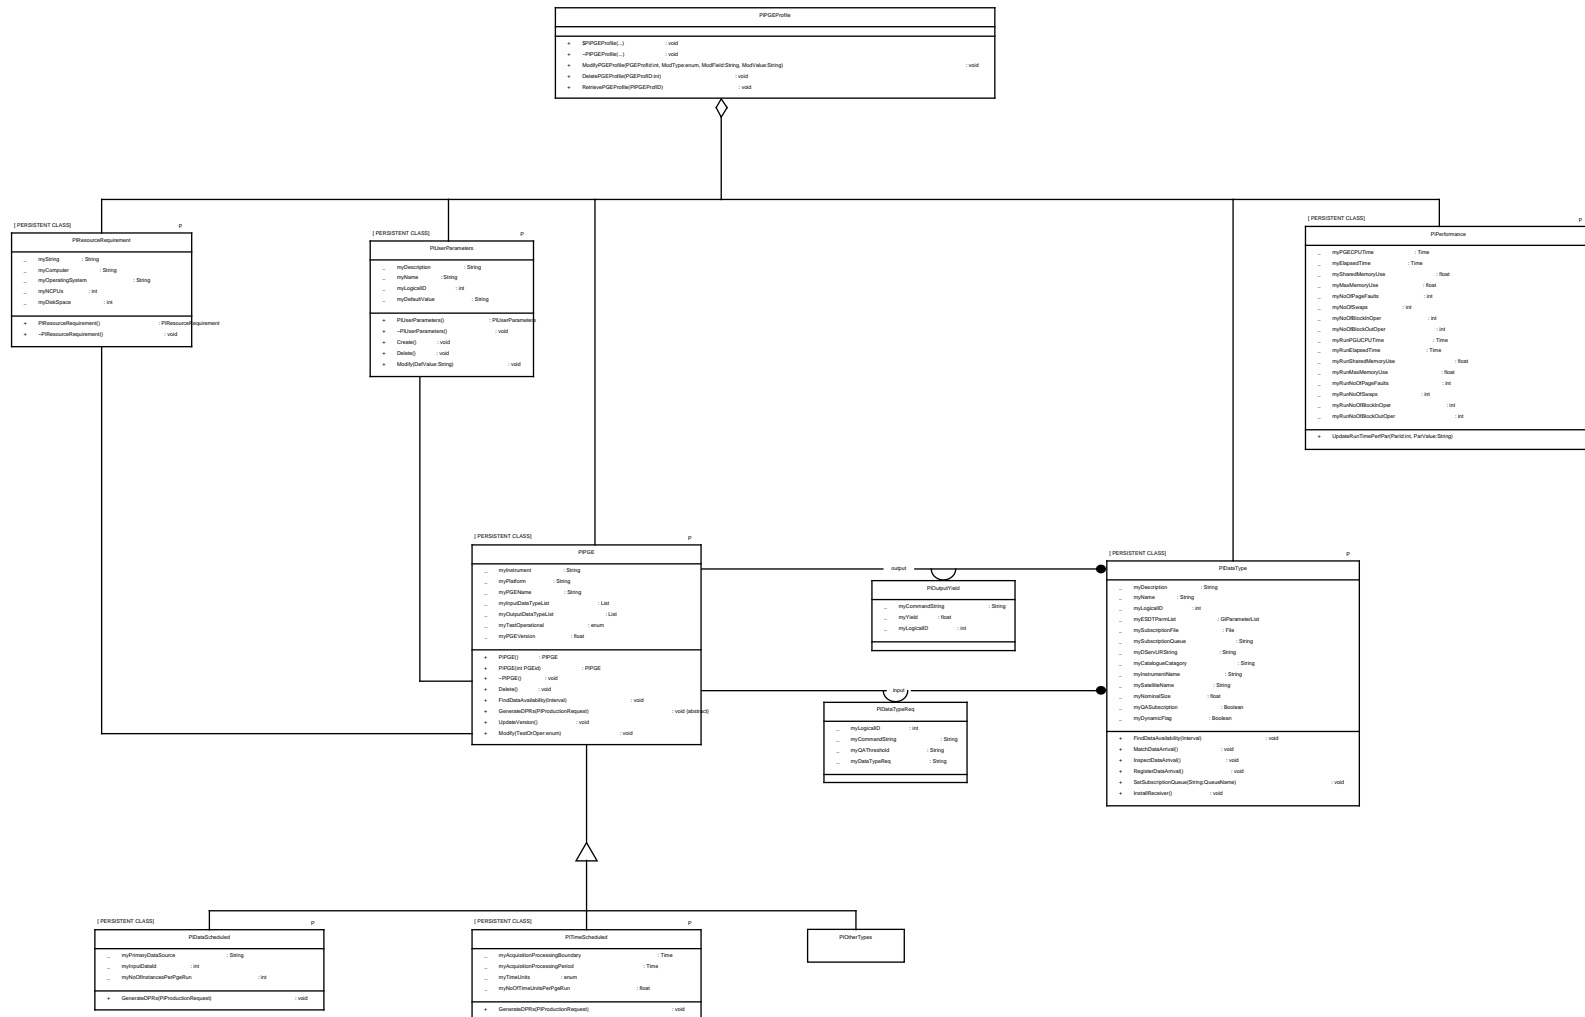 PlPGEProfile
+ $PlPGEProfile(...) : void
+ ~PlPGEProfile(...) : void
+ ModifyPGEProfile(PGEProfId:int, ModType:enum, ModField:String, ModValue:String) : void
+ DeletePGEProfile(PGEProfID:int) : void
+ RetrievePGEProfile(PlPGEProfID) : void
[ PERSISTENT CLASS] P
PlResourceRequirement
_ myString : String
_ myComputer : String
_ myOperatingSystem : String
_ myNCPUs : int
_ myDiskSpace : int
+ PlResourceRequirement() : PlResourceRequirement
+ ~PlResourceRequirement() : void
[ PERSISTENT CLASS] P
PlUserParameters
_ myDescription : String
_ myName : String
_ myLogicalID : int
_ myDefaultValue : String
+ PlUserParameters() : PlUserParameters
+ ~PlUserParameters() : void
+ Create() : void
+ Delete() : void
+ Modify(DefValue:String) : void
[ PERSISTENT CLASS] P
PlPerformance
_ myPGECPUTime : Time
_ myElapsedTime : Time
_ mySharedMemoryUse : float
_ myMaxMemoryUse : float
_ myNoOfPageFaults : int
_ myNoOfSwaps : int
_ myNoOfBlockInOper : int
_ myNoOfBlockOutOper : int
_ myRunPGUCPUTime : Time
_ myRunElapsedTime : Time
_ myRunSharedMemoryUse : float
_ myRunMaxMemoryUse : float
_ myRunNoOfPageFaults : int
_ myRunNoOfSwaps : int
_ myRunNoOfBlockInOper : int
_ myRunNoOfBlockOutOper : int
+ UpdateRunTimePerfPar(ParId:int, ParValue:String)
[ PERSISTENT CLASS] P
PlPGE
_ myInstrument : String
_ myPlatform : String
_ myPGEName : String
_ myInputDataTypeList : List
_ myOutputDataTypeList : List
_ myTestOperational : enum
_ myPGEVersion : float
+ PlPGE() : PlPGE
+ PlPGE(int PGEid) : PlPGE
+ ~PlPGE() : void
+ Delete() : void
+ FindDataAvailability(Interval) : void
+ GenerateDPRs(PlProductionRequest) : void {abstract}
+ UpdateVersion() : void
+ Modify(TestOrOper:enum) : void
output
PlOutputYield
_ myCommandString : String
_ myYield : float
_ myLogicalID : int
input
PlDataTypeReq
_ myLogicalID : int
_ myCommandString : String
_ myQAThreshold : String
_ myDataTypeReq : String
[ PERSISTENT CLASS] P
PlDataType
_ myDescription : String
_ myName : String
_ myLogicalID : int
_ myESDTParmList : GlParameterList
_ mySubscriptionFile : File
_ mySubscriptionQueue : String
_ myDServURString : String
_ myCatalogueCatagory : String
_ myInstrumentName : String
_ mySateliteName : String
_ myNominalSize : float
_ myQASubscription : Boolean
_ myDynamicFlag : Boolean
+ FindDataAvailability(Interval) : void
+ MatchDataArrival() : void
+ InspectDataArrival() : void
+ RegisterDataArrival() : void
+ SetSubscriptionQueue(String:QueueName) : void
+ InstallReceiver() : void
[ PERSISTENT CLASS] P
PlDataScheduled
_ myPrimaryDataSource : String
_ myInputDataId : int
_ myNoOfInstancesPerPgeRun : int
+ GenerateDPRs(PlProductionRequest) : void
[ PERSISTENT CLASS] P
PlTimeScheduled
_ myAcquisitionProcessingBoundary : Time
_ myAcquisitionProcessingPeriod : Time
_ myTimeUnits : enum
_ myNoOfTimeUnitsPerPgeRun : float
+ GenerateDPRs(PlProductionRequest) : void
PlOtherTypes